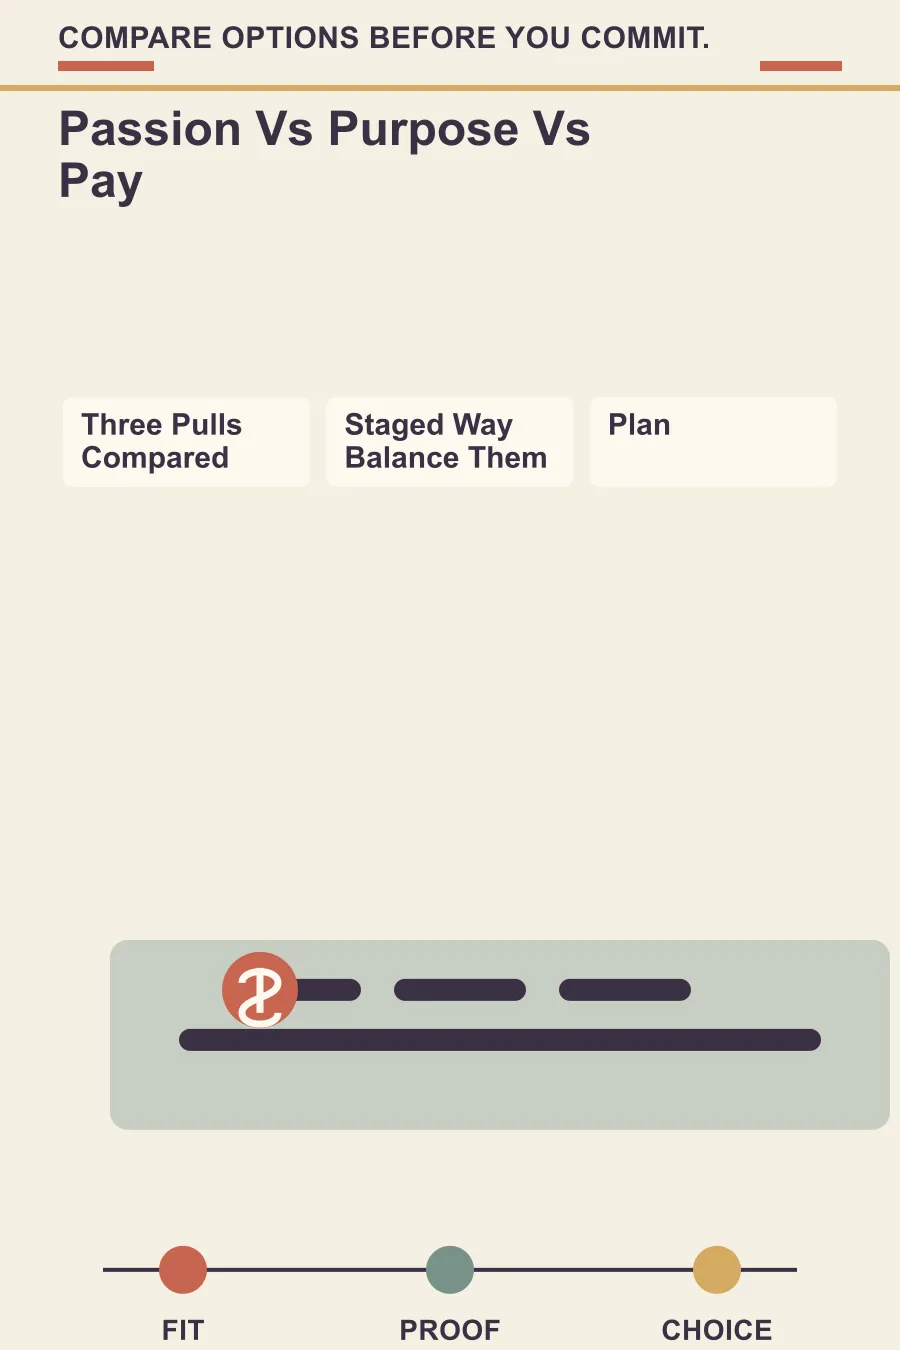 COMPARE OPTIONS BEFORE YOU COMMIT.
Passion Vs Purpose Vs
Pay
Three Pulls
Compared
Staged Way
Balance Them
Plan
FIT
PROOF
CHOICE